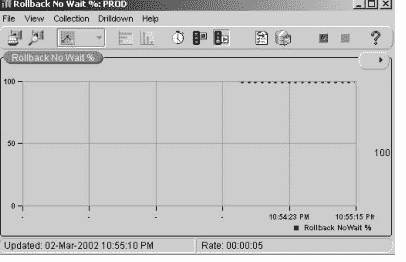 Rollback No Wait %: PROD
File View Collection Drilldown Help
Rollback No Wait %
100
50
0
100
10:54:23 PM 10:55:15 PM
Rollback NoWait %
Updated: 02-Mar-2002 10:55:10 PM Rate: 00:00:05